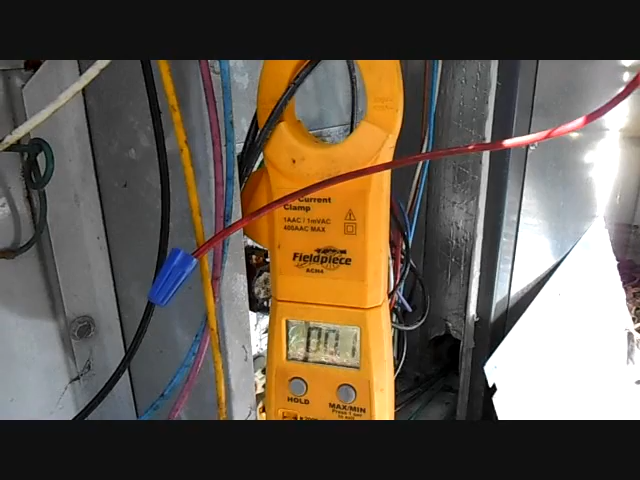 Current
Clamp
1AAC / 1mVAC
400AAC MAX
Fieldpiece
ACH4
00.1
HOLD
MAX/MIN